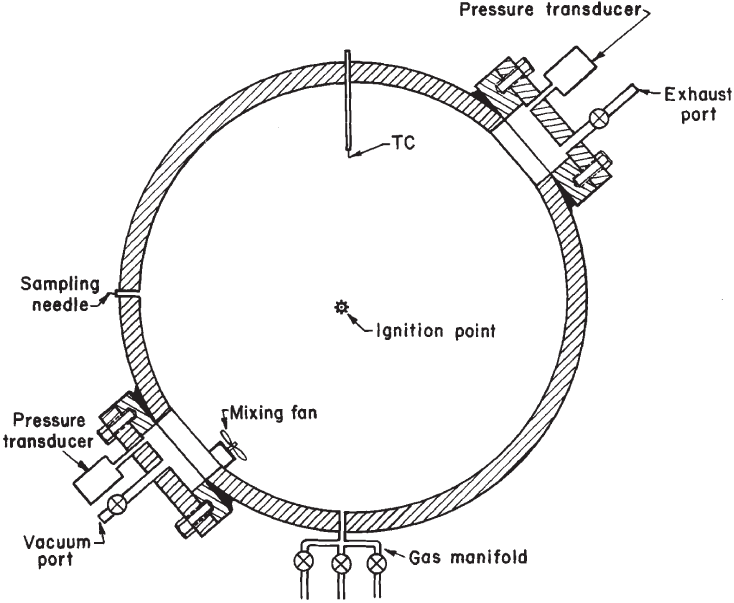 Pressure transducer
Exhaust
port
TC
Sampling
needle
Ignition point
Mixing fan
Pressure
transducer
Vacuum
port
Gas manifold